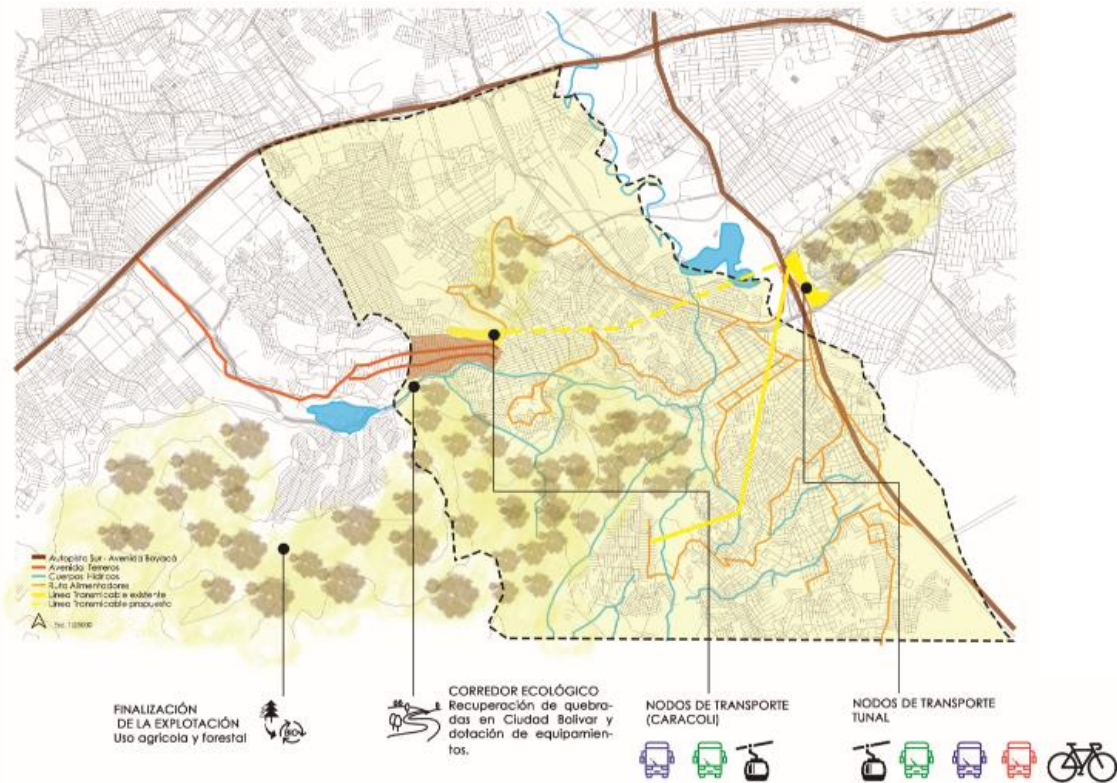 Autopista Sur - Avenida Boyacá
Avenida Terreros
Cuerpos Hídricos
Ruta Alimentadores
Línea Transmicable existente
Línea Transmicable propuesta
FINALIZACIÓN
DE LA EXPLOTACIÓN
Uso agrícola y forestal
CORREDOR ECOLÓGICO
Recuperación de quebra-
das en Ciudad Bolivar y
dotación de equipamien-
tos.
NODOS DE TRANSPORTE
(CARACOLI)
NODOS DE TRANSPORTE
TUNAL